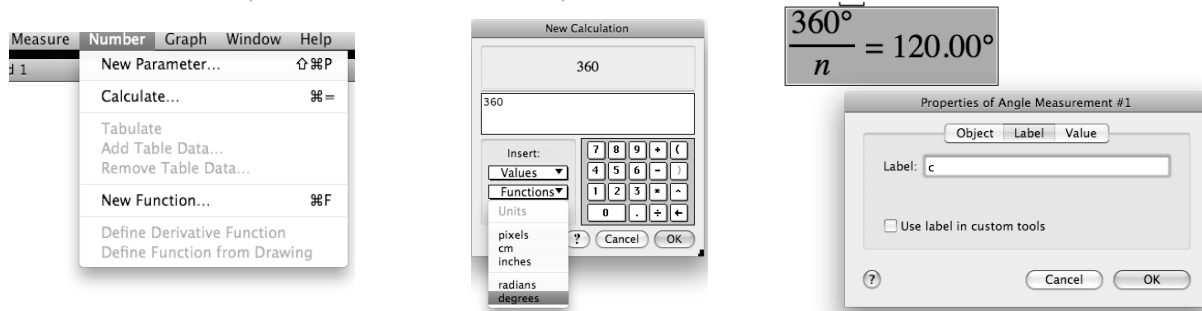 Measure Number Graph Window Help
d 1
New Parameter... ⇧⌘P
Calculate... ⌘=
Tabulate
Add Table Data...
Remove Table Data...
New Function... ⌘F
Define Derivative Function
Define Function from Drawing
New Calculation
360
360
Insert:
Values ▼
Functions▼
Units
pixels
cm
inches
radians
degrees
7 8 9 + (
4 5 6 - )
1 2 3 * ^
0 . ÷ ←
? Cancel OK
360°
n
= 120.00°
Properties of Angle Measurement #1
Object Label Value
Label: c
Use label in custom tools
? Cancel OK